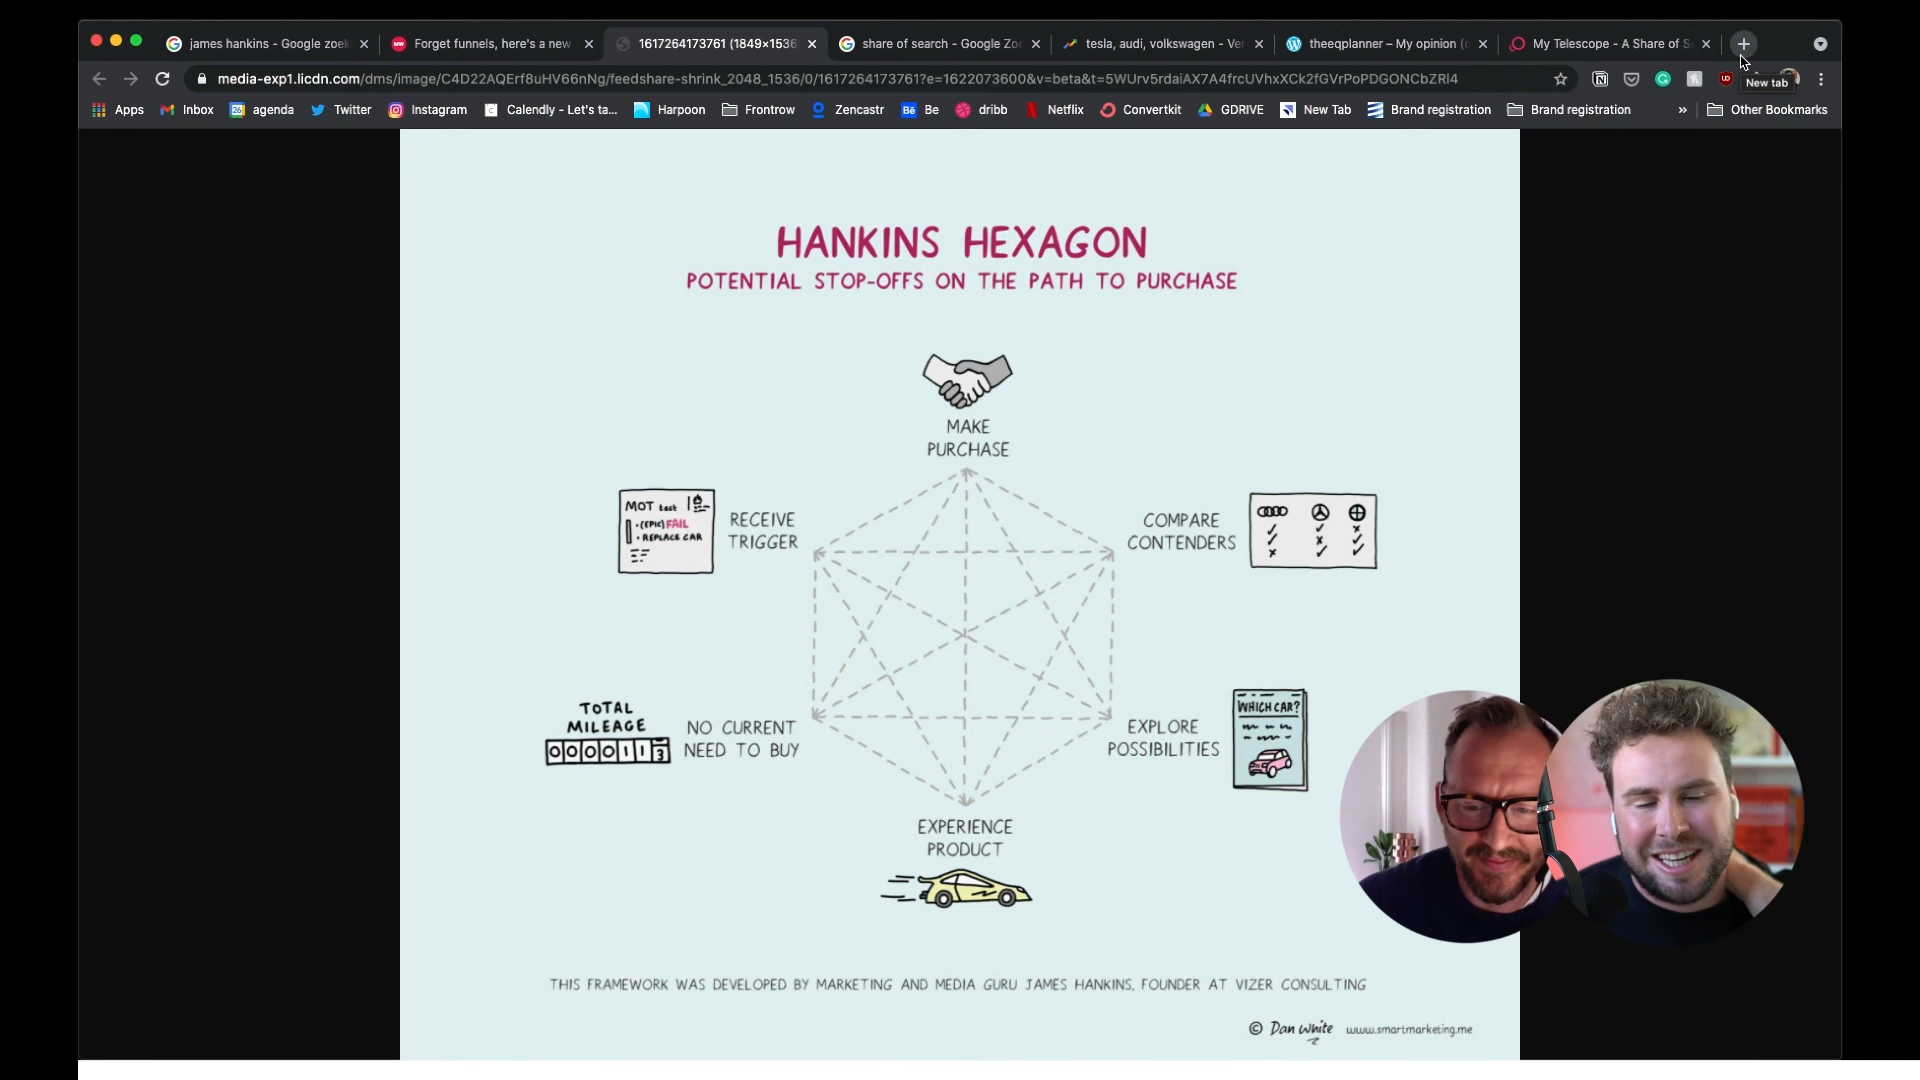 james hankins - Google zoek
Forget funnels, here's a new
1617264173761 (1849×1536
share of search - Google Zo
tesla, audi, volkswagen - Ver
theeqplanner – My opinion (
My Telescope - A Share of S
media-exp1.licdn.com/dms/image/C4D22AQErf8uHV66nNg/feedshare-shrink_2048_1536/0/1617264173761?e=1622073600&v=beta&t=5WUrv5rdaiAX7A4frcUVhxXCk2fGVrPoPDGONCbZRl4
New tab
Apps
Inbox
26
agenda
Twitter
Instagram
Calendly - Let's ta...
Harpoon
Frontrow
Zencastr
Bē
Be
dribb
Netflix
Convertkit
GDRIVE
New Tab
Brand registration
Brand registration
»
Other Bookmarks
HANKINS HEXAGON
POTENTIAL STOP-OFFS ON THE PATH TO PURCHASE
MAKE
PURCHASE
MOT test
• (EPIC) FAIL
• REPLACE CAR
RECEIVE
TRIGGER
COMPARE
CONTENDERS
TOTAL
MILEAGE
000011
NO CURRENT
NEED TO BUY
EXPLORE
POSSIBILITIES
WHICH CAR?
EXPERIENCE
PRODUCT
THIS FRAMEWORK WAS DEVELOPED BY MARKETING AND MEDIA GURU JAMES HANKINS, FOUNDER AT VIZER CONSULTING
© Dan White www.smartmarketing.me